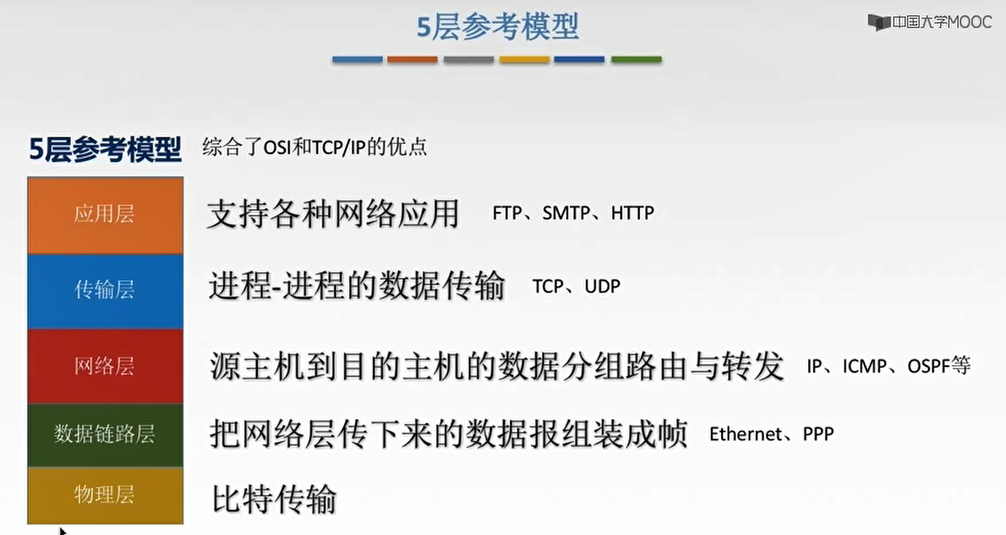 5层参考模型
中国大学MOOC
5层参考模型 综合了OSI和TCP/IP的优点
应用层 支持各种网络应用 FTP、SMTP、HTTP
传输层 进程-进程的数据传输 TCP、UDP
网络层 源主机到目的主机的数据分组路由与转发 IP、ICMP、OSPF等
数据链路层 把网络层传下来的数据报组装成帧 Ethernet、PPP
物理层 比特传输